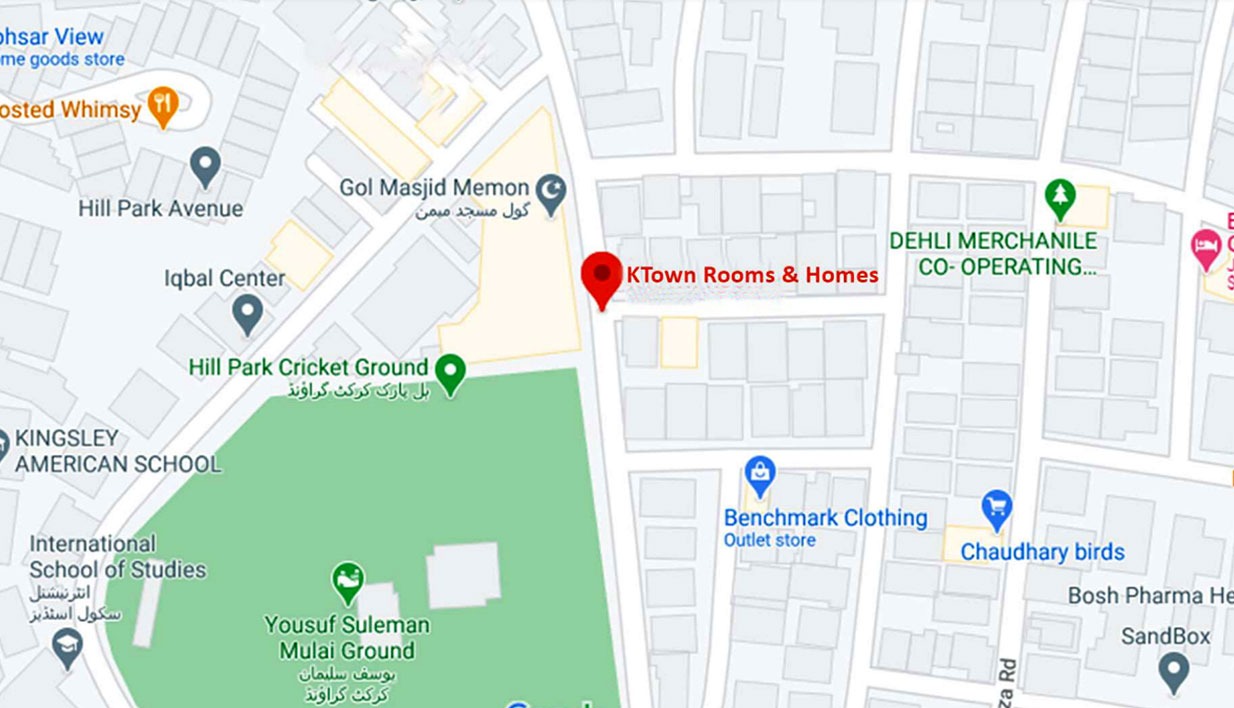 ohsar View
me goods store
osted Whimsy
Hill Park Avenue
Gol Masjid Memon
گول مسجد میمن
Iqbal Center
KTown Rooms & Homes
DEHLI MERCHANILE
CO- OPERATING...
Hill Park Cricket Ground
ہل پارک کرکٹ گراؤنڈ
KINGSLEY
AMERICAN SCHOOL
Benchmark Clothing
Outlet store
Chaudhary birds
International
School of Studies
انٹرنیشنل
سکول اسٹڈیز
Yousuf Suleman
Mulai Ground
یوسف سلیمان
کرکٹ گراؤنڈ
Bosh Pharma He
SandBox
za Rd